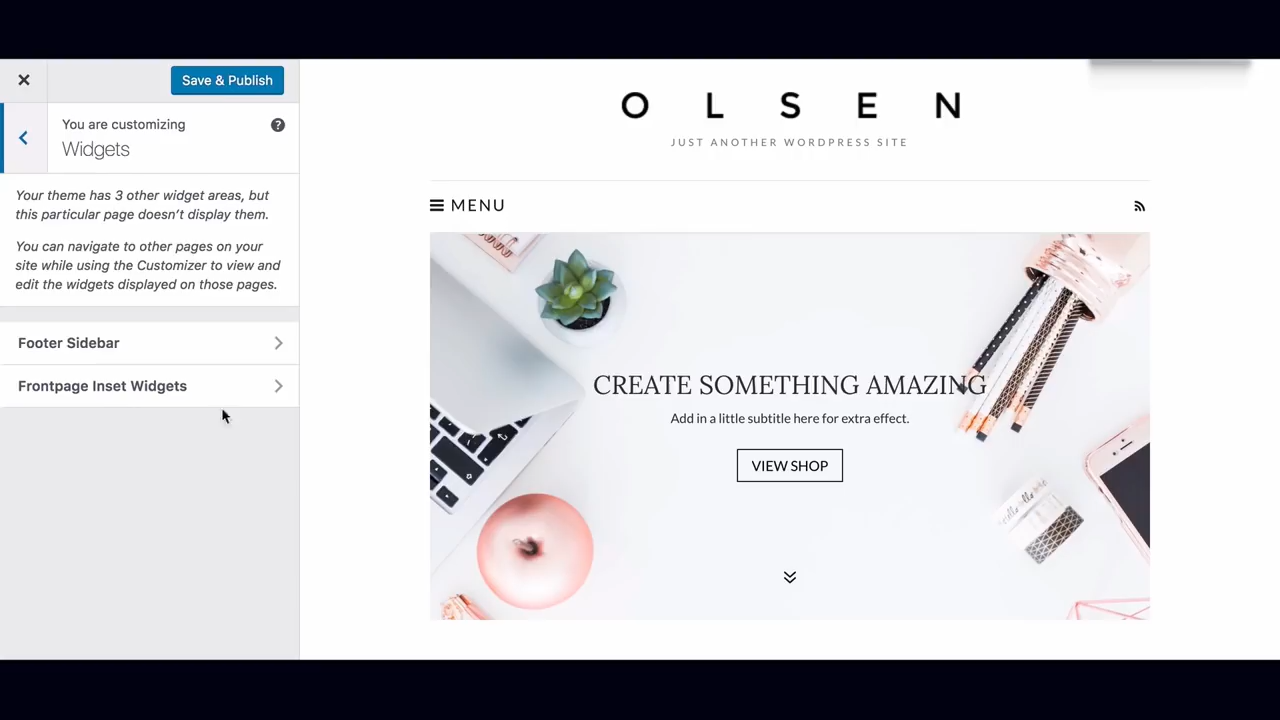 Save & Publish
You are customizing
Widgets
Your theme has 3 other widget areas, but
this particular page doesn’t display them.
You can navigate to other pages on your
site while using the Customizer to view and
edit the widgets displayed on those pages.
Footer Sidebar
Frontpage Inset Widgets
OLSEN
JUST ANOTHER WORDPRESS SITE
MENU
CREATE SOMETHING AMAZING
Add in a little subtitle here for extra effect.
VIEW SHOP